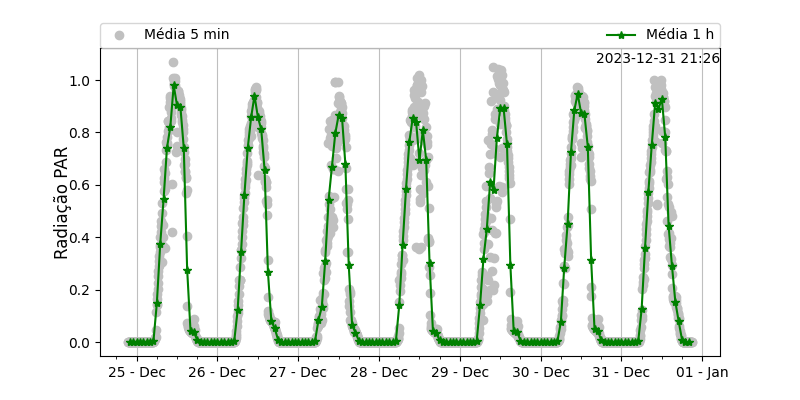 Média 5 min
Média 1 h
2023-12-31 21:26
Radiação PAR
1.0
0.8
0.6
0.4
0.2
0.0
25 - Dec
26 - Dec
27 - Dec
28 - Dec
29 - Dec
30 - Dec
31 - Dec
01 - Jan